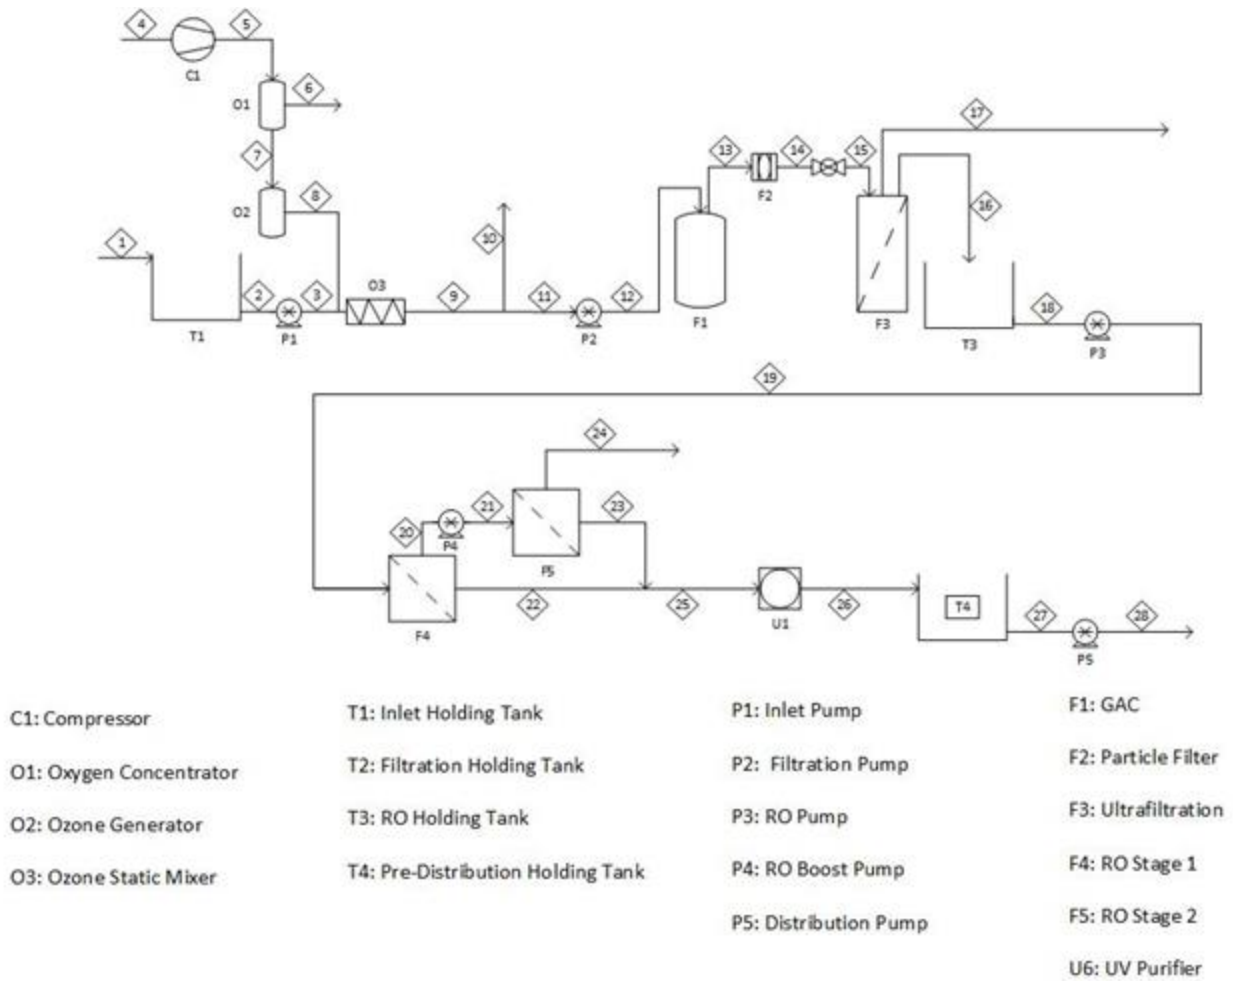 4
5
C1
O1
6
7
O2
8
1
10
O3
2
3
9
11
12
T1
P1
P2
F1
13
F2
14
15
17
16
F3
T3
18
P3
19
24
20
P4
21
F5
23
F4
22
25
U1
26
T4
27
28
P5
C1: Compressor
O1: Oxygen Concentrator
O2: Ozone Generator
O3: Ozone Static Mixer
T1: Inlet Holding Tank
T2: Filtration Holding Tank
T3: RO Holding Tank
T4: Pre-Distribution Holding Tank
P1: Inlet Pump
P2: Filtration Pump
P3: RO Pump
P4: RO Boost Pump
P5: Distribution Pump
F1: GAC
F2: Particle Filter
F3: Ultrafiltration
F4: RO Stage 1
F5: RO Stage 2
U6: UV Purifier